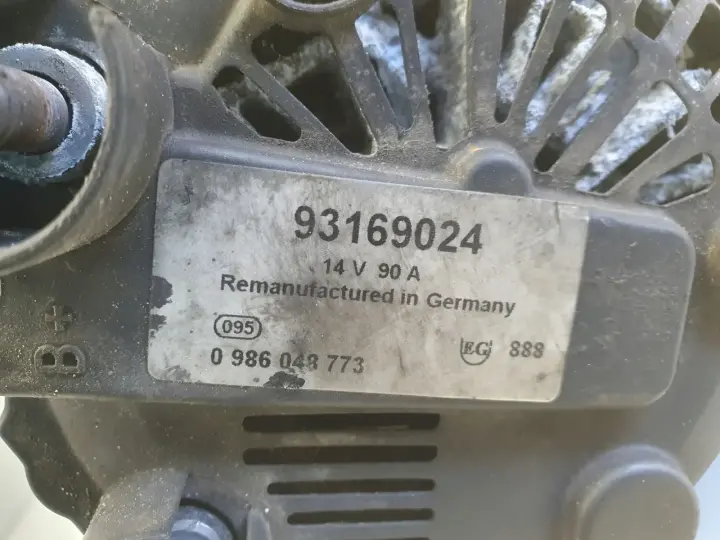 93169024
14 V 90 A
Remanufactured in Germany
095
EG 888
0 986 048 773
B+